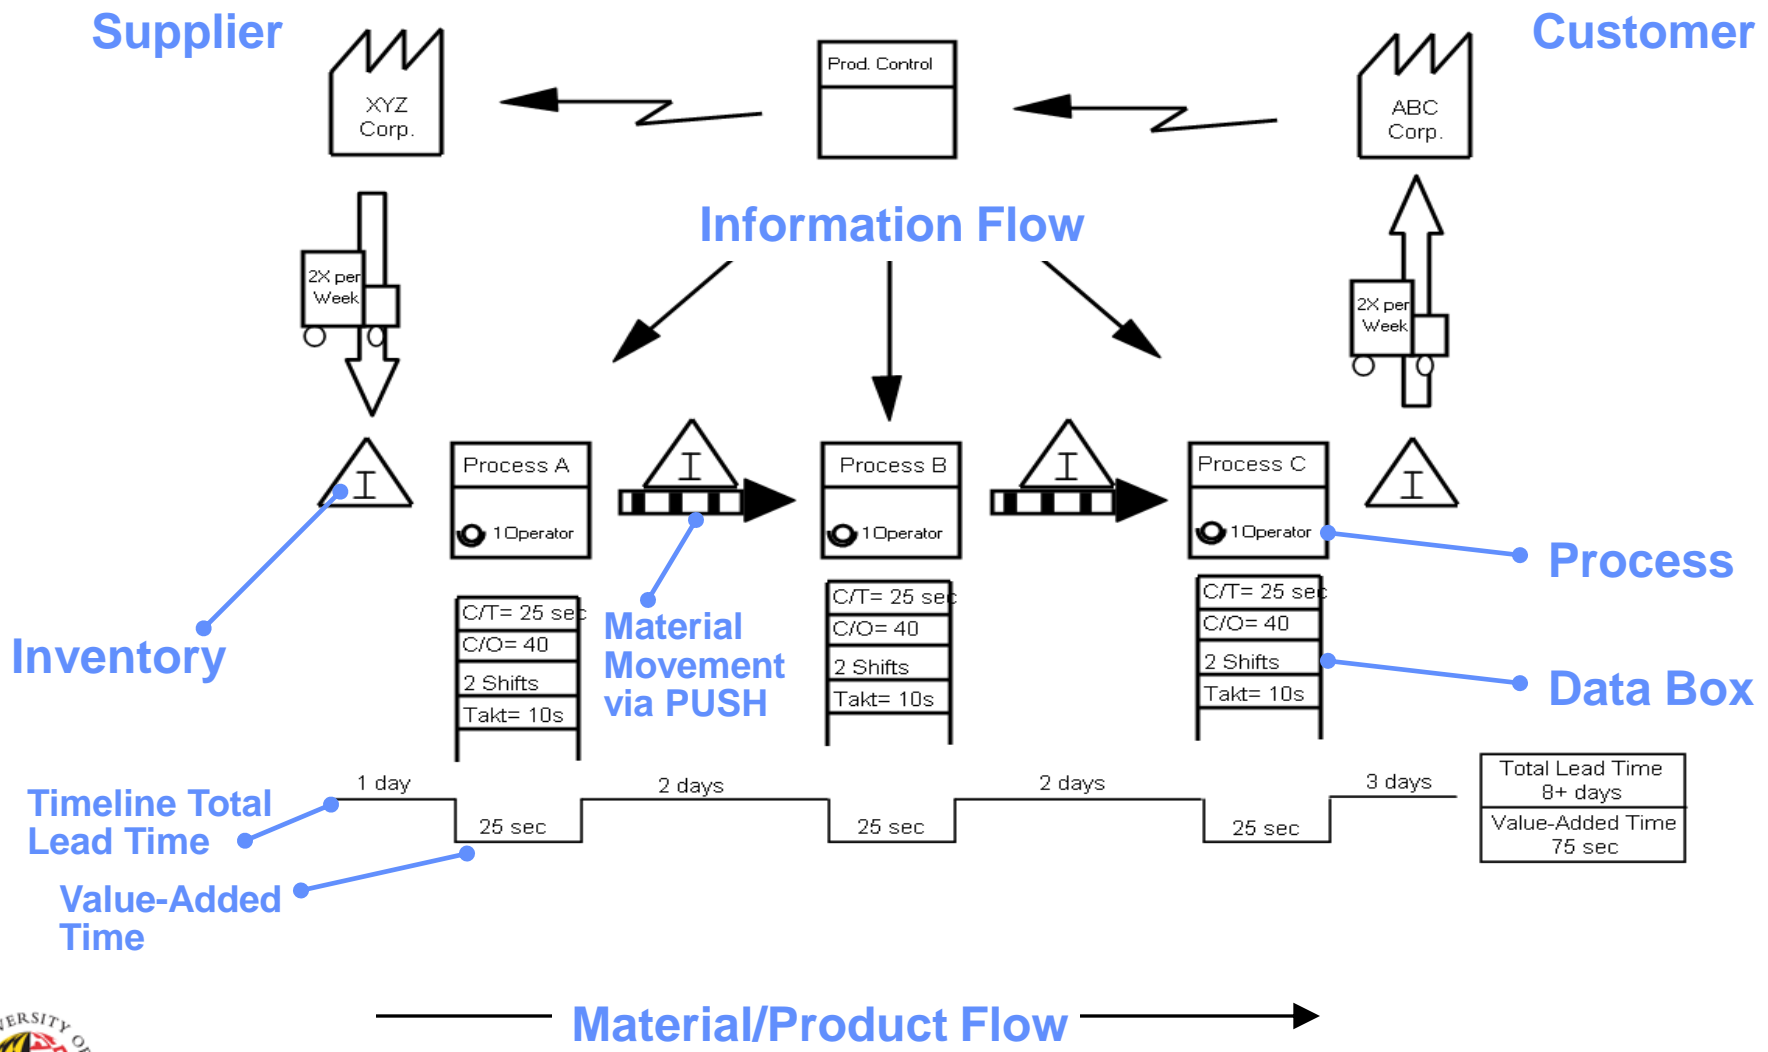 Supplier
Customer
XYZ
Corp.
Prod. Control
ABC
Corp.
Information Flow
2X per
Week
2X per
Week
I
Process A
1 Operator
I
Process B
1 Operator
I
Process C
1 Operator
I
Process
Inventory
C/T= 25 sec
C/O= 40
2 Shifts
Takt= 10s
Material
Movement
via PUSH
C/T= 25 sec
C/O= 40
2 Shifts
Takt= 10s
C/T= 25 sec
C/O= 40
2 Shifts
Takt= 10s
Data Box
Timeline Total
Lead Time
1 day
25 sec
2 days
25 sec
2 days
25 sec
3 days
Total Lead Time
8+ days
Value-Added Time
75 sec
Value-Added
Time
Material/Product Flow